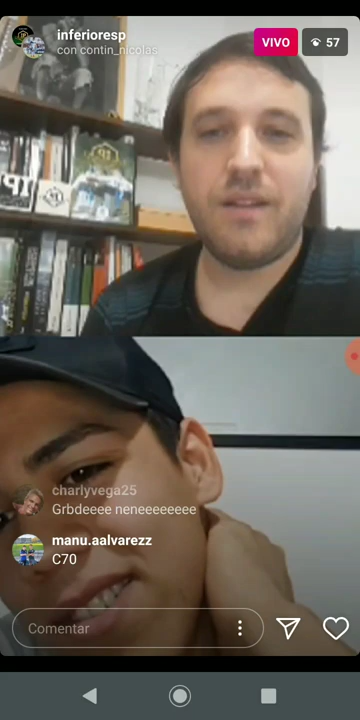 inferioresp
con contin_nicolas
VIVO
57
charlyvega25
Grbdeeee neneeeeeeee
manu.aalvarezz
C70
Comentar